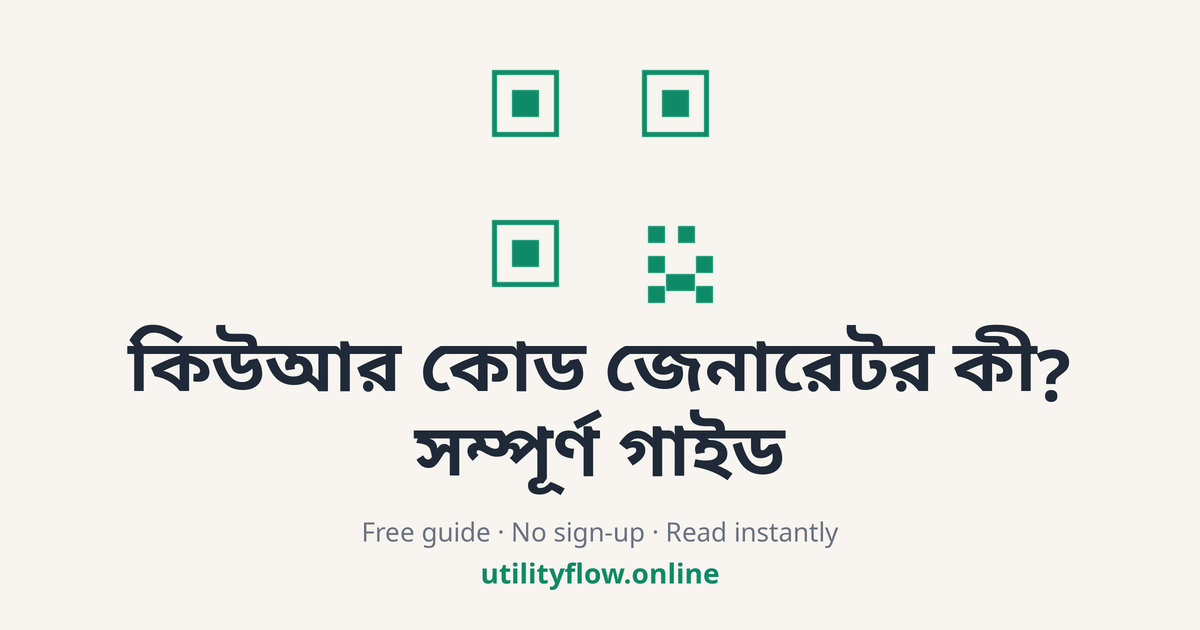 কিউআর কোড জেনারেটর কী?
সম্পূর্ণ গাইড
Free guide · No sign-up · Read instantly
utilityflow.online